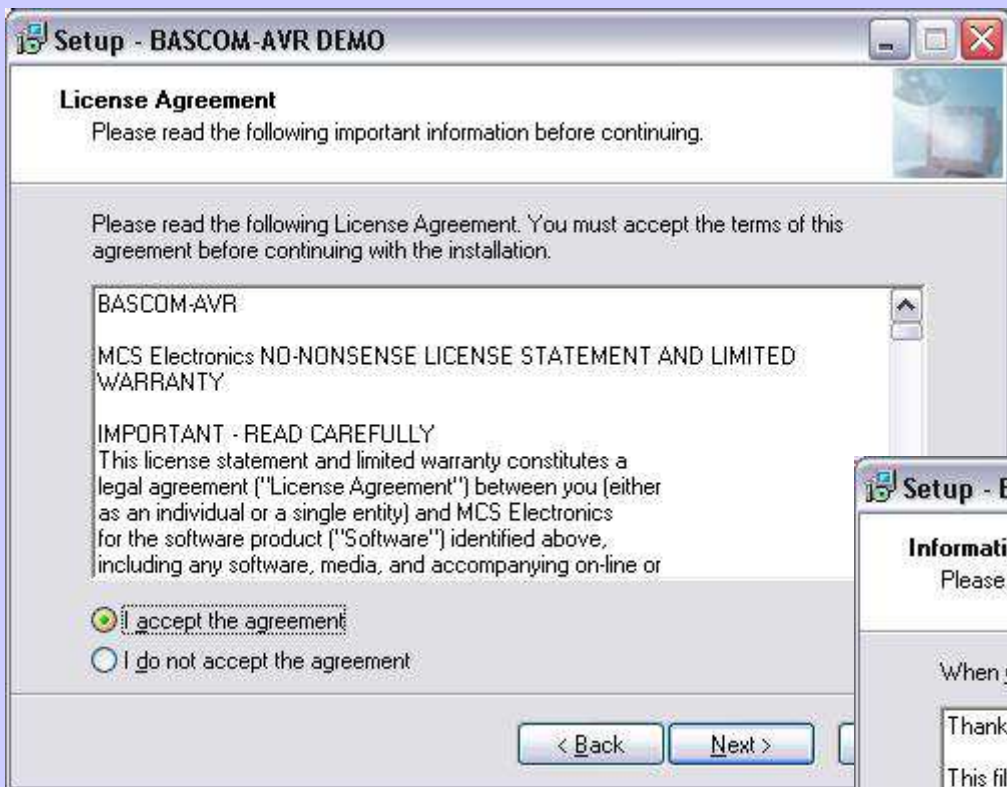 Setup - BASCOM-AVR DEMO
License Agreement
Please read the following important information before continuing.
Please read the following License Agreement. You must accept the terms of this
agreement before continuing with the installation.
BASCOM-AVR
MCS Electronics NO-NONSENSE LICENSE STATEMENT AND LIMITED
WARRANTY
IMPORTANT - READ CAREFULLY
This license statement and limited warranty constitutes a
legal agreement ("License Agreement") between you (either
as an individual or a single entity) and MCS Electronics
for the software product ("Software") identified above,
including any software, media, and accompanying on-line or
I accept the agreement
I do not accept the agreement
< Back
Next >
Setup -
Please
When
Thank
This